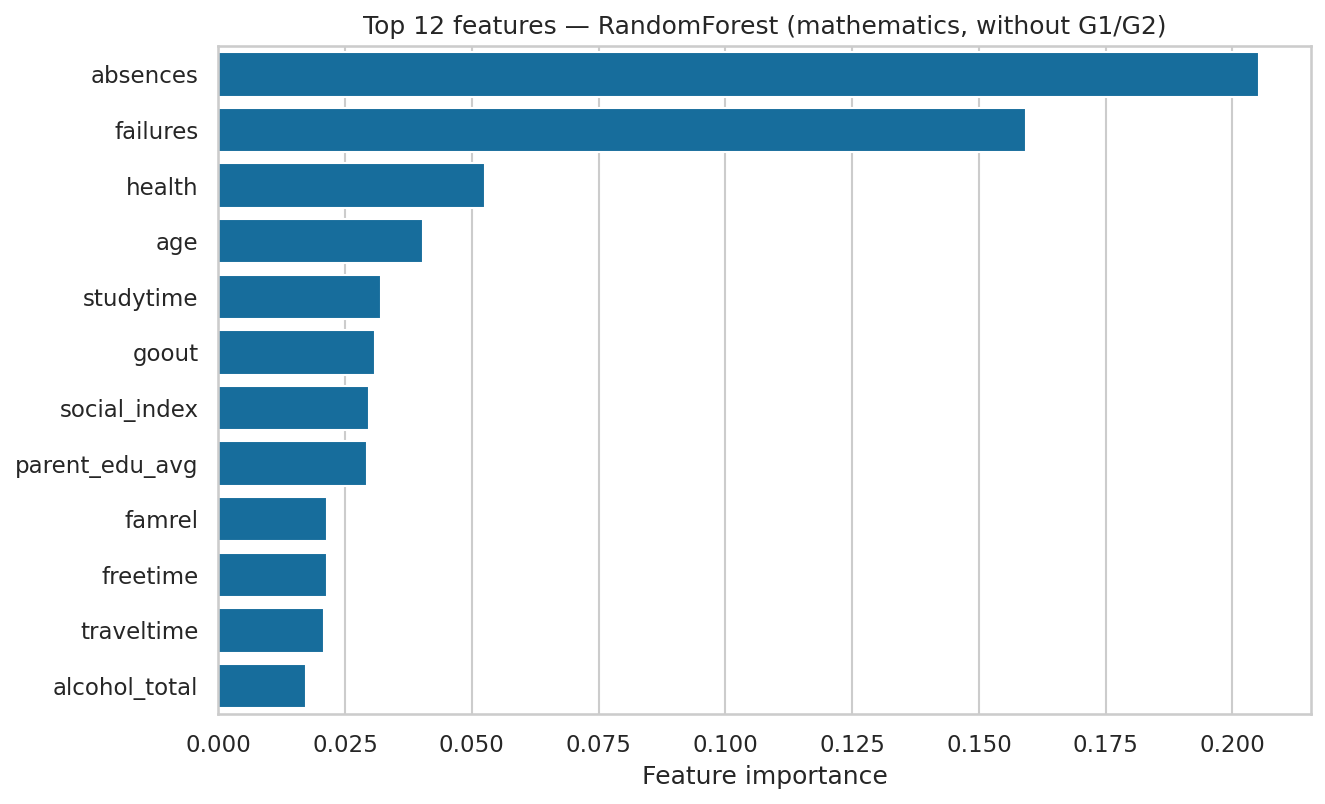 Top 12 features — RandomForest (mathematics, without G1/G2)
absences
failures
health
age
studytime
goout
social_index
parent_edu_avg
famrel
freetime
traveltime
alcohol_total
0.000 0.025 0.050 0.075 0.100 0.125 0.150 0.175 0.200
Feature importance